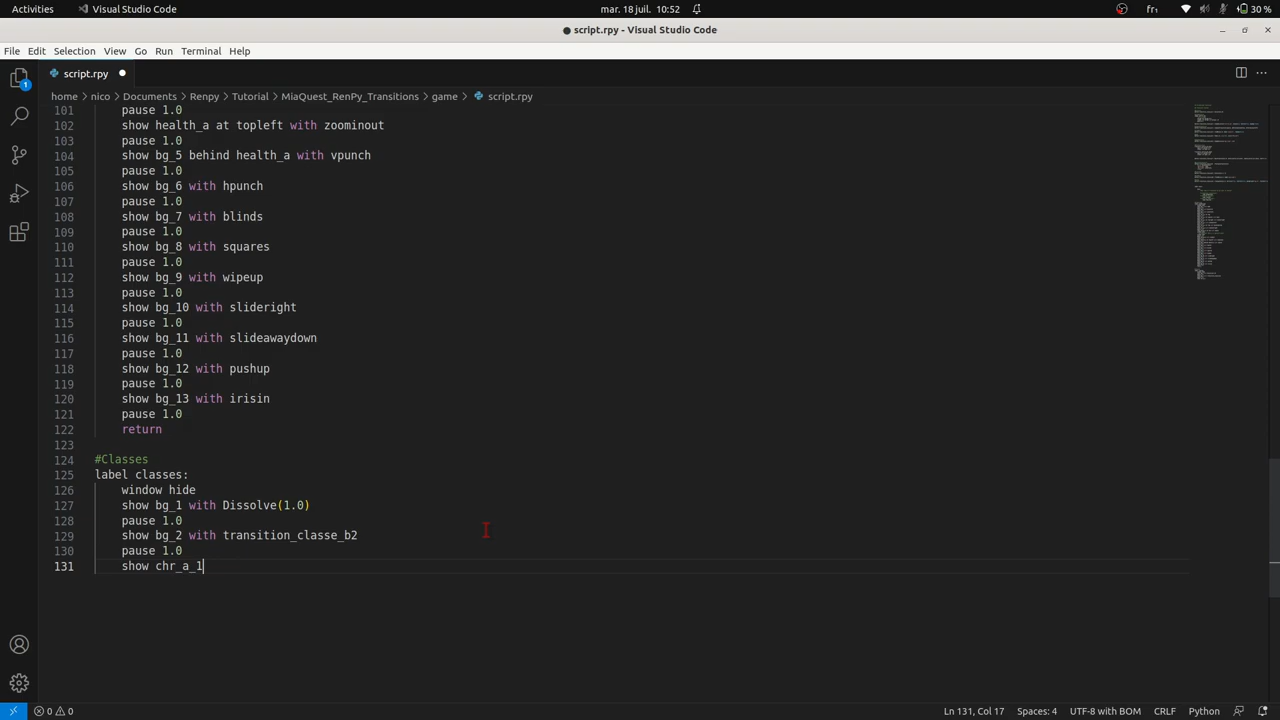 Activities
Visual Studio Code
mar. 18 juil. 10:52
fr₁
30 %
script.rpy - Visual Studio Code
File Edit Selection View Go Run Terminal Help
script.rpy
home > nico > Documents > Renpy > Tutorial > MiaQuest_RenPy_Transitions > game > script.rpy
1
101 pause 1.0
102 show health_a at topleft with zoominout
103 pause 1.0
104 show bg_5 behind health_a with vpunch
105 pause 1.0
106 show bg_6 with hpunch
107 pause 1.0
108 show bg_7 with blinds
109 pause 1.0
110 show bg_8 with squares
111 pause 1.0
112 show bg_9 with wipeup
113 pause 1.0
114 show bg_10 with slideright
115 pause 1.0
116 show bg_11 with slideawaydown
117 pause 1.0
118 show bg_12 with pushup
119 pause 1.0
120 show bg_13 with irisin
121 pause 1.0
122 return
123
124 #Classes
125 label classes:
126 window hide
127 show bg_1 with Dissolve(1.0)
128 pause 1.0
129 show bg_2 with transition_classe_b2
130 pause 1.0
131 show chr_a_1
0 0
Ln 131, Col 17
Spaces: 4
UTF-8 with BOM
CRLF
Python